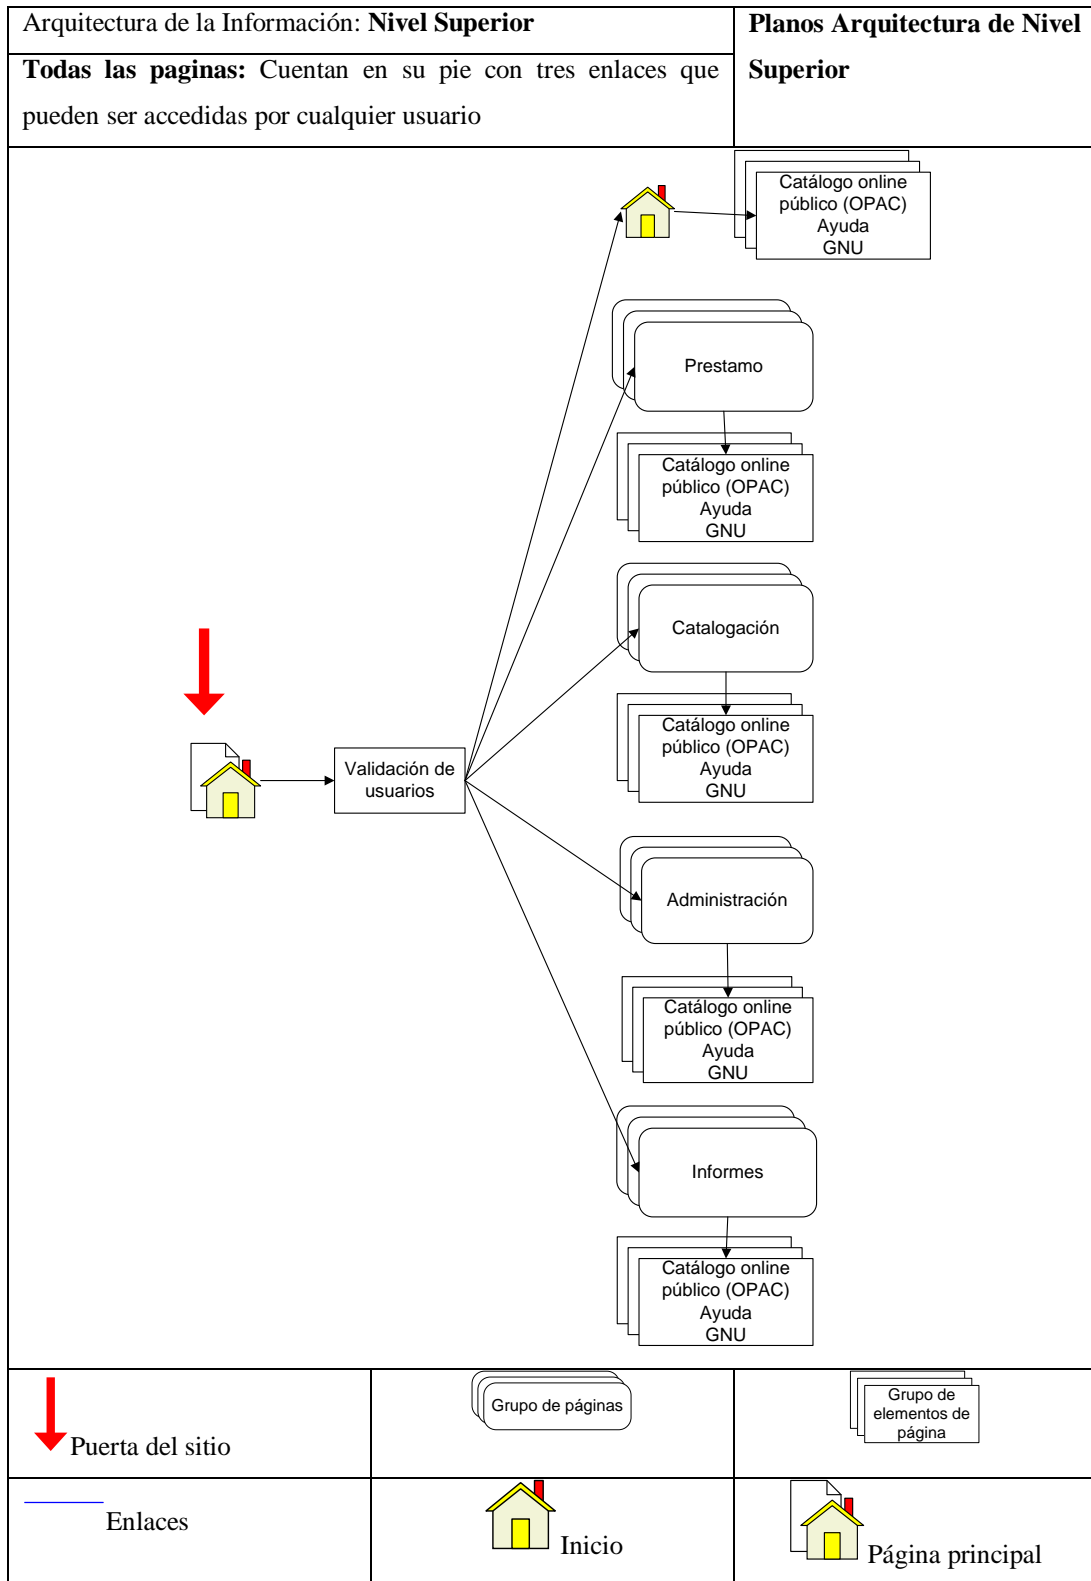 Arquitectura de la Información: Nivel Superior
Todas las paginas: Cuentan en su pie con tres enlaces que
pueden ser accedidas por cualquier usuario
Planos Arquitectura de Nivel
Superior
Catálogo online
público (OPAC)
Ayuda
GNU
Prestamo
Catálogo online
público (OPAC)
Ayuda
GNU
Catalogación
Catálogo online
público (OPAC)
Ayuda
GNU
Validación de
usuarios
Administración
Catálogo online
público (OPAC)
Ayuda
GNU
Informes
Catálogo online
público (OPAC)
Ayuda
GNU
Puerta del sitio
Grupo de páginas
Grupo de
elementos de
página
Enlaces
Inicio
Página principal